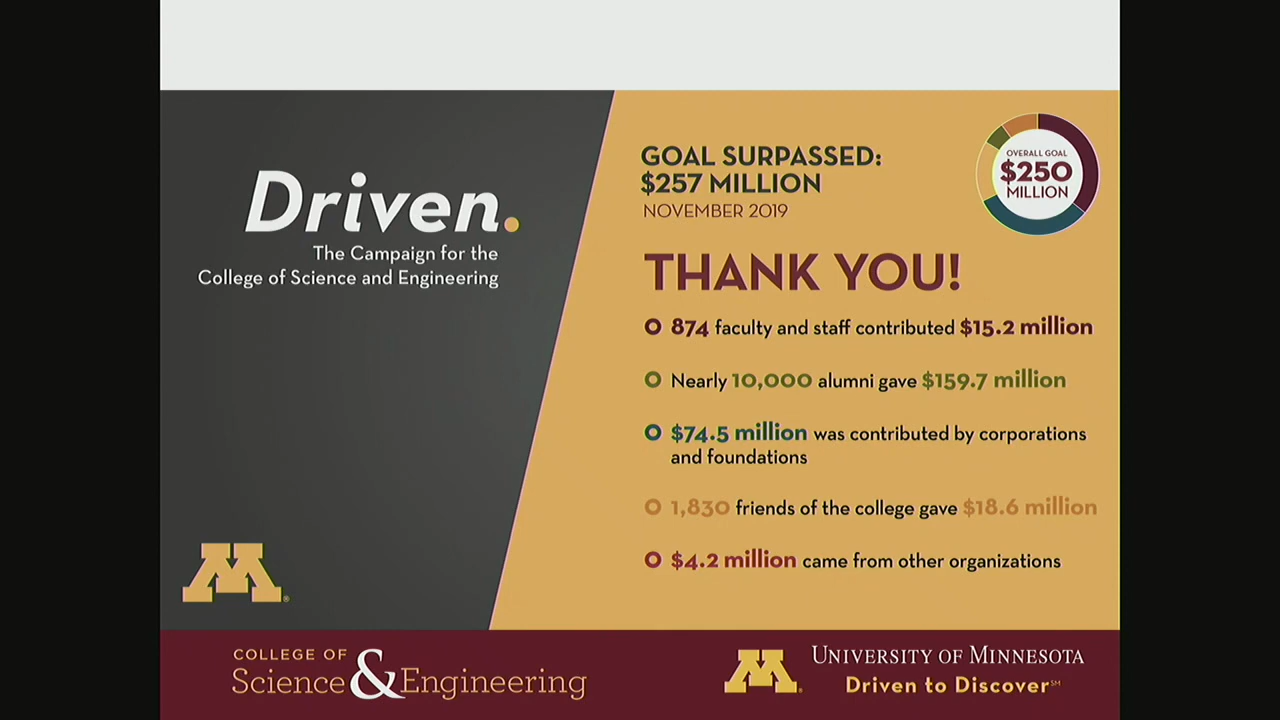 Driven.
The Campaign for the
College of Science and Engineering
GOAL SURPASSED:
$257 MILLION
NOVEMBER 2019
OVERALL GOAL
$250
MILLION
THANK YOU!
874 faculty and staff contributed $15.2 million
Nearly 10,000 alumni gave $159.7 million
$74.5 million was contributed by corporations
and foundations
1,830 friends of the college gave $18.6 million
$4.2 million came from other organizations
M®
COLLEGE OF
Science & Engineering
M®
UNIVERSITY OF MINNESOTA
Driven to Discover℠